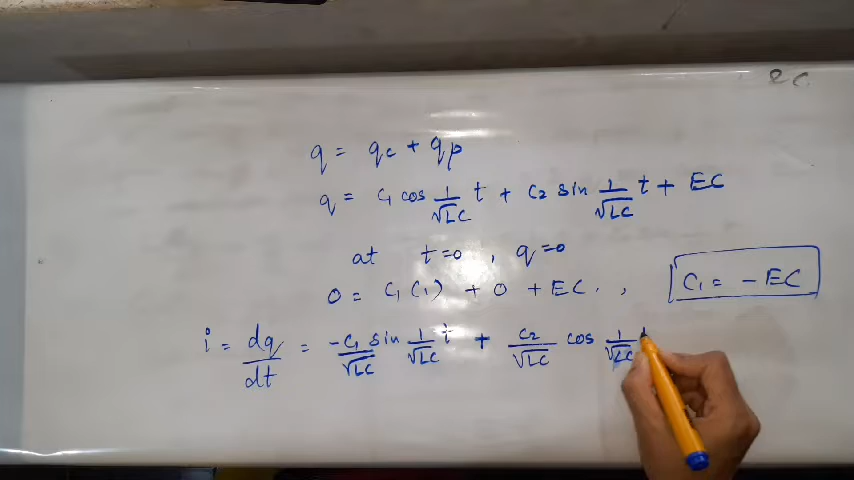 q = qc + qp
q = C₁ cos 1/√LC t + C₂ sin 1/√LC t + EC
at t=0, q=0
0 = C₁(1) + 0 + EC, , C₁ = - EC
i = dq/dt = -C₁/√LC sin 1/√LC t + C₂/√LC cos 1/√LC t